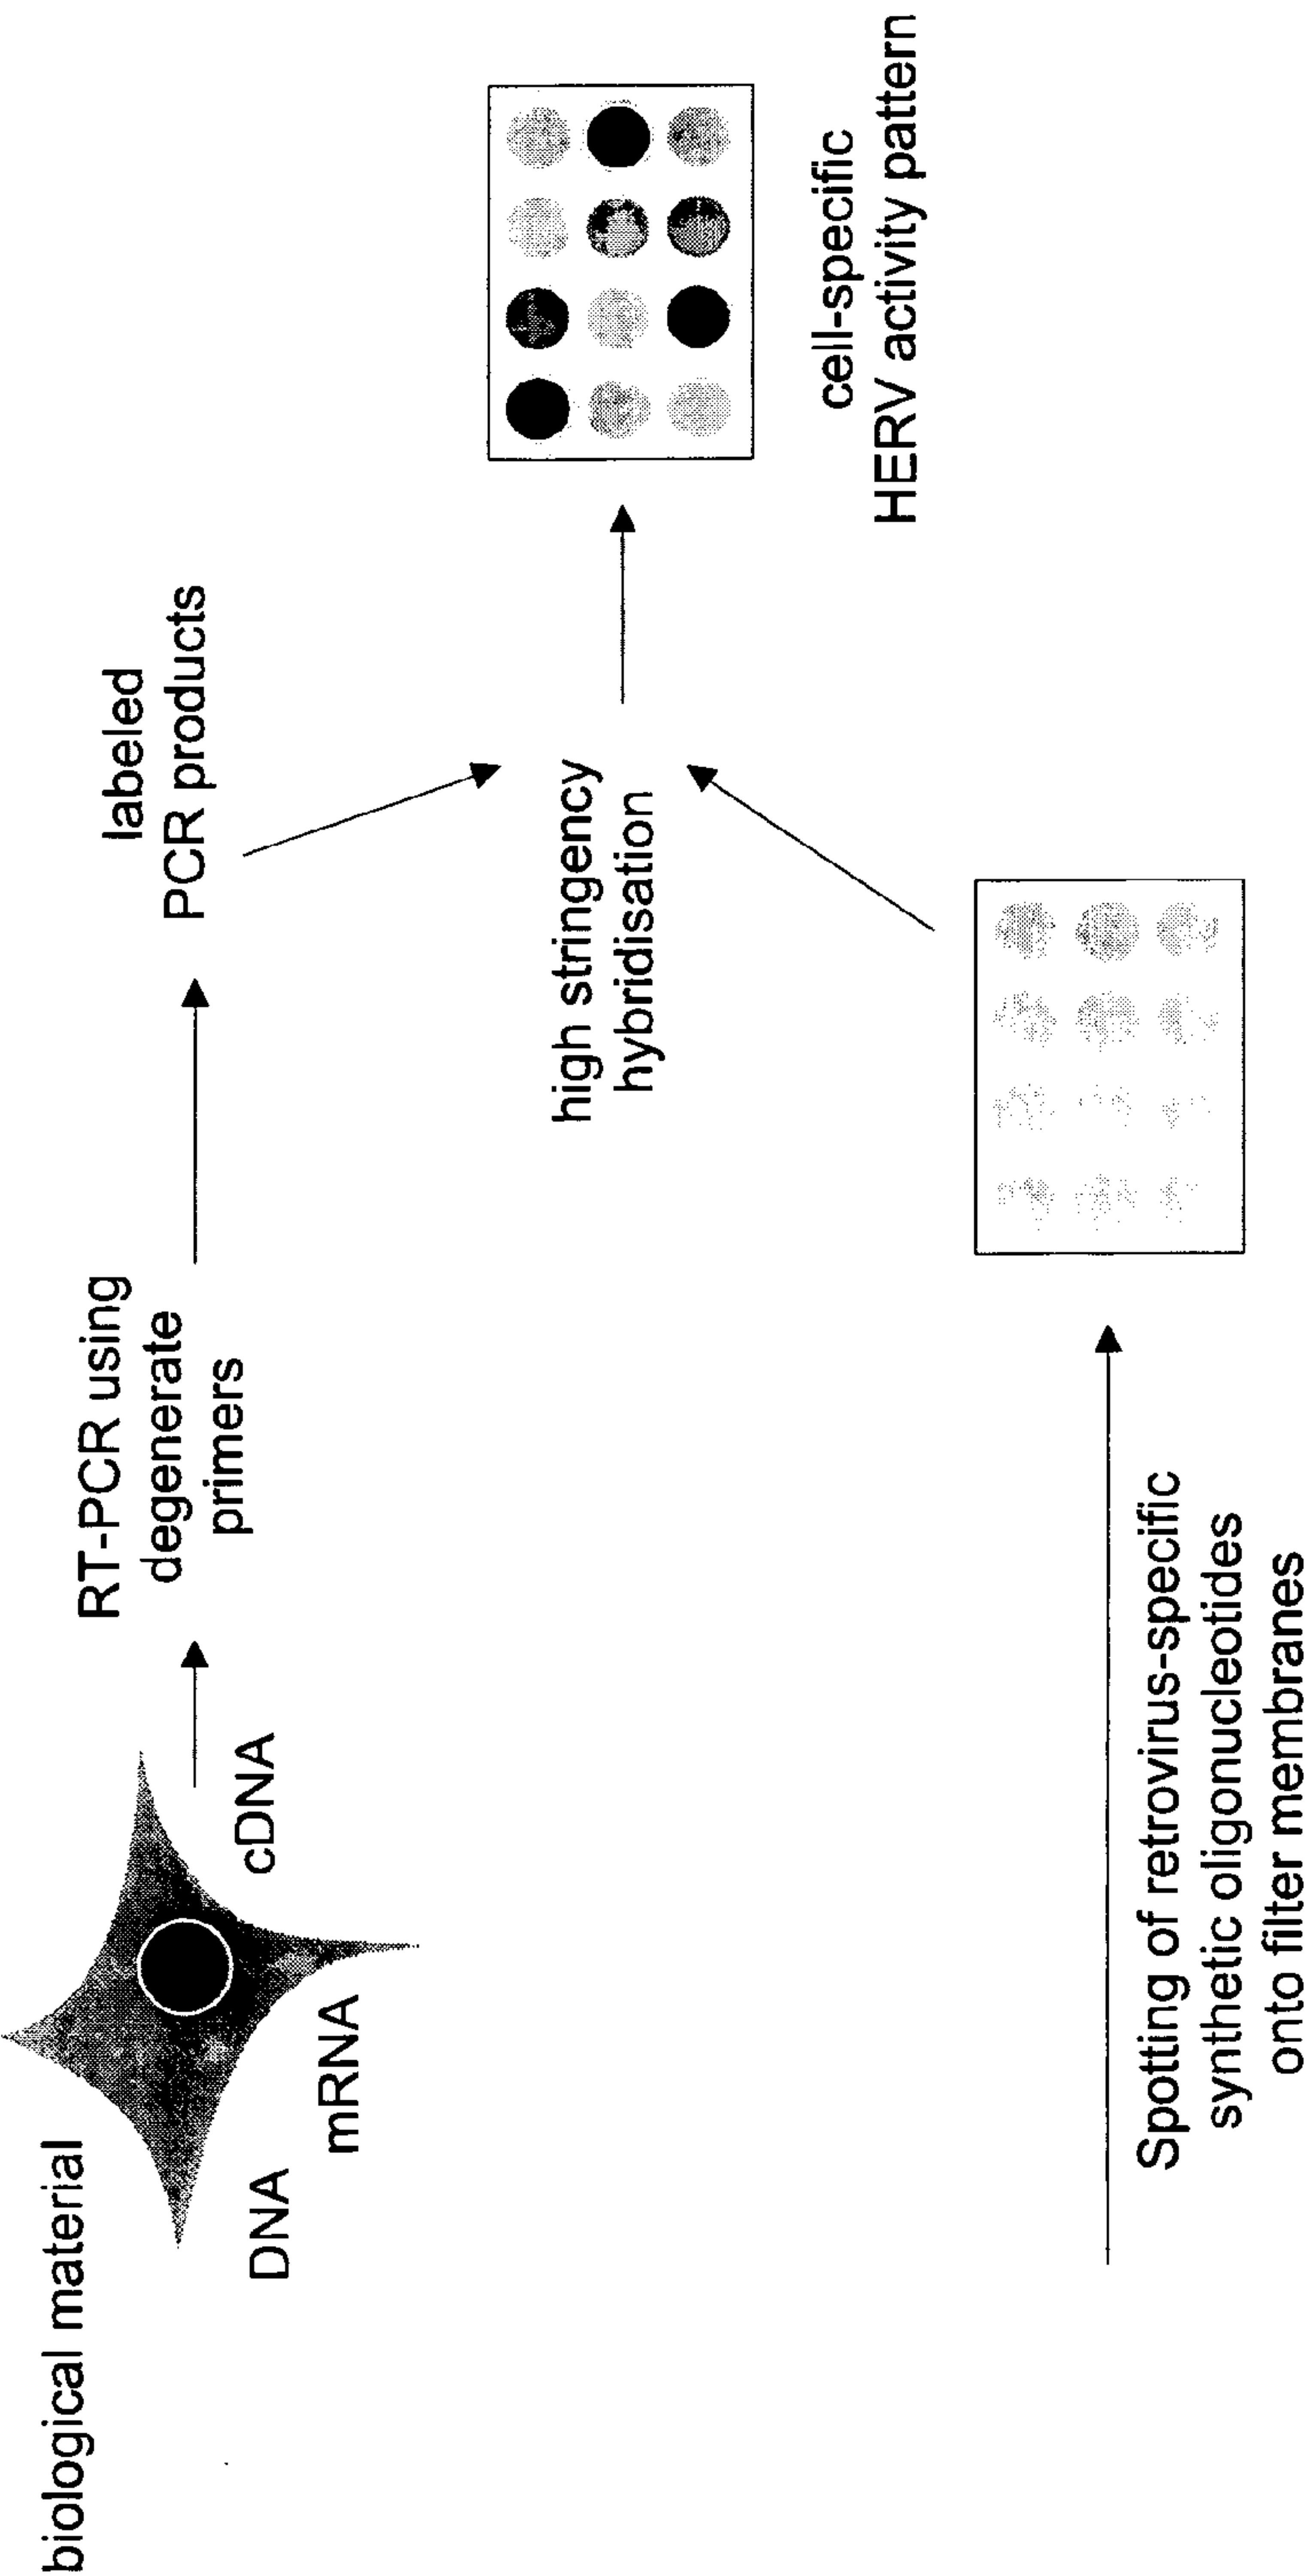 biological material
DNA
mRNA
cDNA
RT-PCR using
degenerate
primers
labeled
PCR products
high stringency
hybridisation
cell-specific
HERV activity pattern
Spotting of retrovirus-specific
synthetic oligonucleotides
onto filter membranes